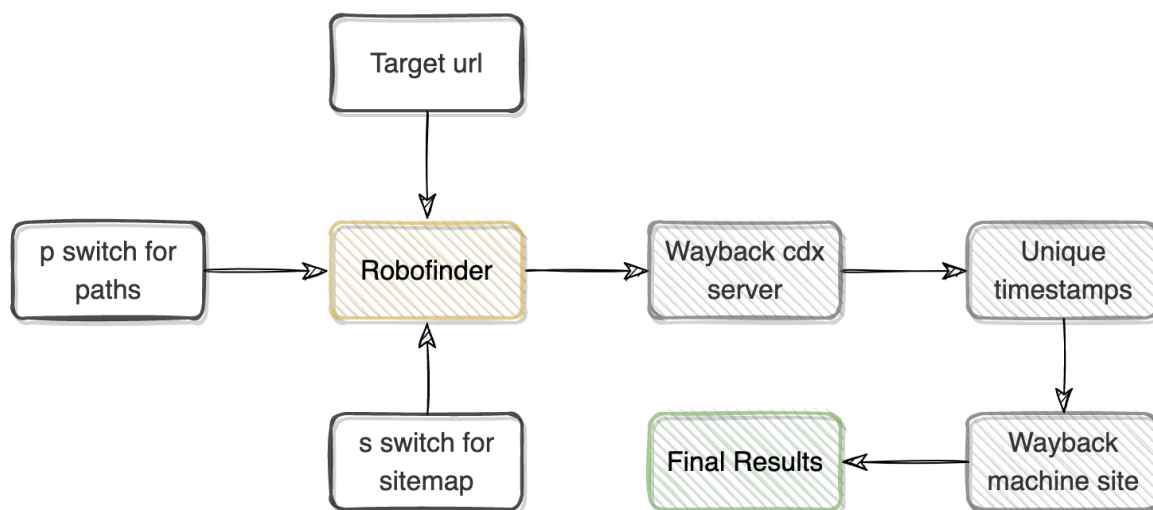 Target url
p switch for
paths
Robofinder
Wayback cdx
server
Unique
timestamps
s switch for
sitemap
Final Results
Wayback
machine site